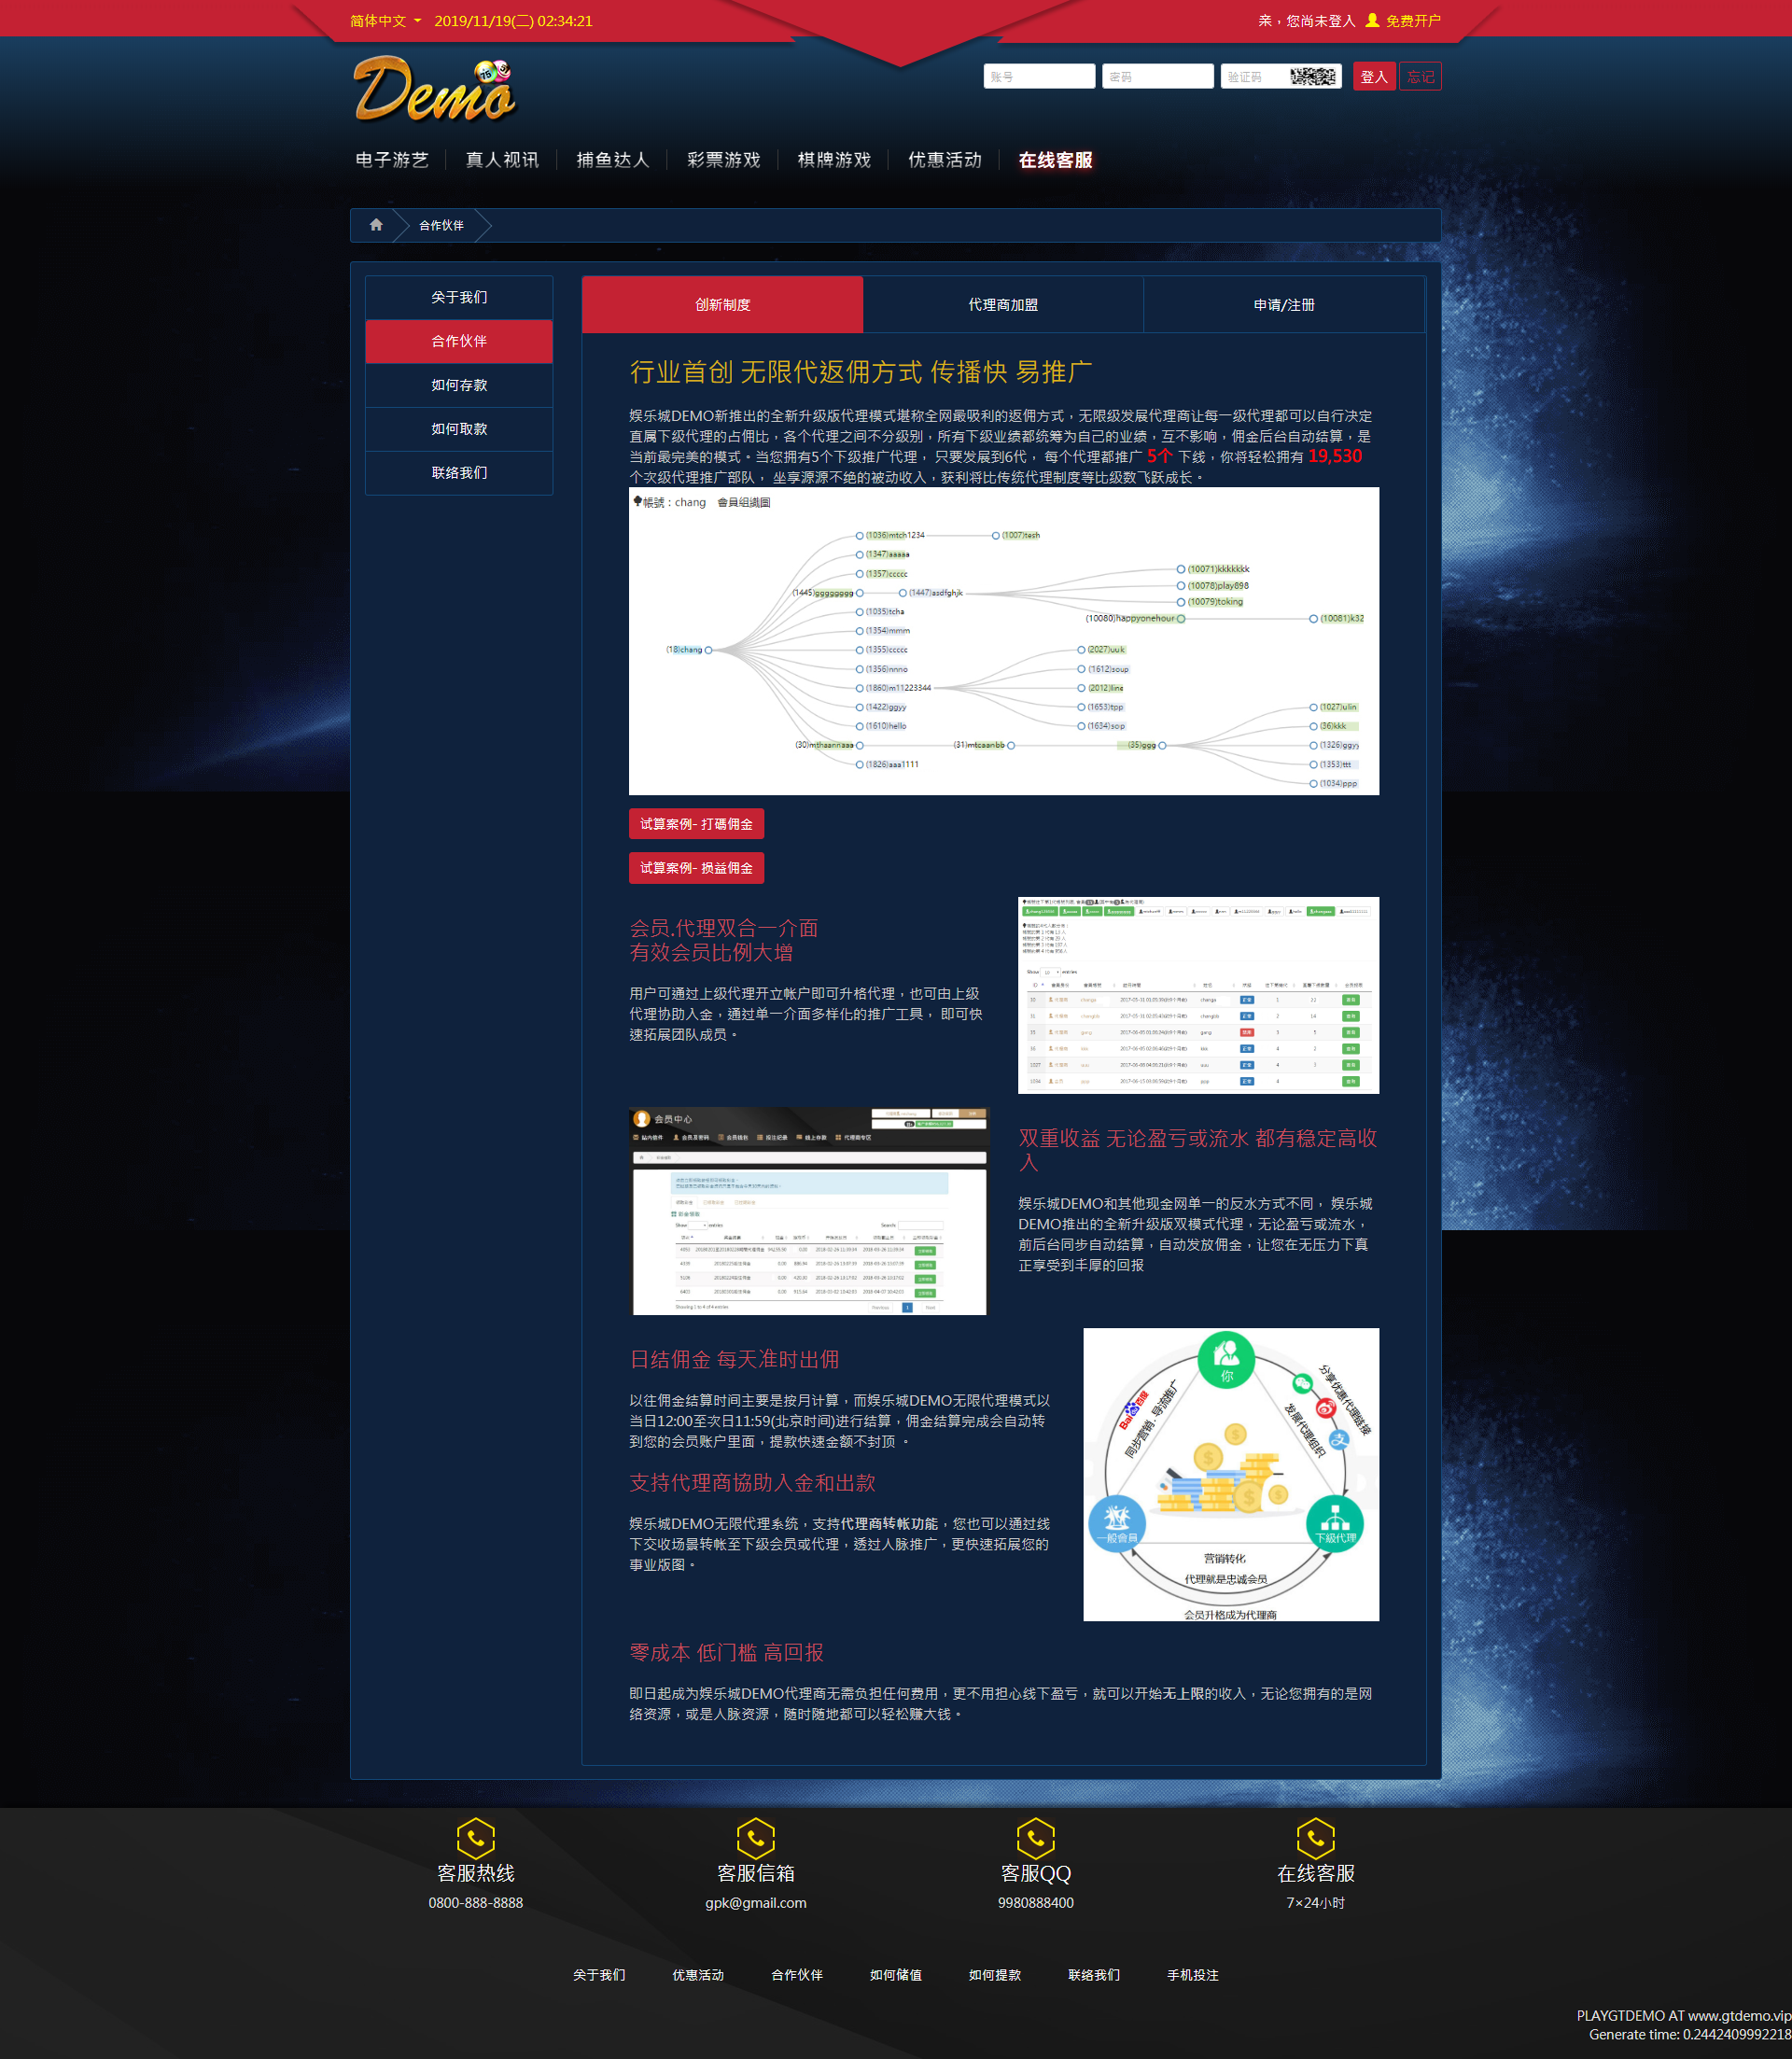 简体中文 2019/11/19(二) 02:34:21
亲，您尚未登入 免费开户
Demo
账号 密码 验证码 登入 忘记
电子游艺 真人视讯 捕鱼达人 彩票游戏 棋牌游戏 优惠活动 在线客服
合作伙伴
关于我们
合作伙伴
如何存款
如何取款
联络我们
创新制度 代理商加盟 申请/注册
行业首创 无限代返佣方式 传播快 易推广
娱乐城DEMO新推出的全新升级版代理模式堪称全网最吸利的返佣方式，无限级发展代理商让每一级代理都可以自行决定
直属下级代理的占佣比，各个代理之间不分级别，所有下级业绩都统筹为自己的业绩，互不影响，佣金后台自动结算，是
当前最完美的模式。当您拥有5个下级推广代理， 只要发展到6代， 每个代理都推广 5个 下线，你将轻松拥有 19,530
个次级代理推广部队， 坐享源源不绝的被动收入，获利将比传统代理制度等比级数飞跃成长。
帳號：chang 會員組織圖
(1036)mtch1234 (1007)tesh
(1347)aaaaa
(1357)ccccc
(10071)kkkkkkk
(10078)play898
(1445)gggggggg (1447)asdfghjk
(10079)toking
(1035)tcha
(10080)happyonehour (10081)k32
(1354)mmm
(18)chang (1355)ccccc (2027)uuk
(1356)nnno (1612)soup
(1860)m11223344 (2012)line
(1422)ggyy (1653)tpp (1027)ulin
(1610)hello (1634)sop (36)kkk
(30)mthaannaaa (31)mtcaanbb (35)ggg (1326)ggyy
(1826)aaa1111 (1353)ttt
(1034)ppp
试算案例- 打碼佣金
试算案例- 损益佣金
会员.代理双合一介面
有效会员比例大增
用户可通过上级代理开立帐户即可升格代理，也可由上级
代理协助入金，通过单一介面多样化的推广工具， 即可快
速拓展团队成员。
会员中心
站内信件 会员及密码 会员钱包 投注纪录 线上存款 代理商专区
双重收益 无论盈亏或流水 都有稳定高收
入
娱乐城DEMO和其他现金网单一的反水方式不同， 娱乐城
DEMO推出的全新升级版双模式代理，无论盈亏或流水，
前后台同步自动结算，自动发放佣金，让您在无压力下真
正享受到丰厚的回报
日结佣金 每天准时出佣
以往佣金结算时间主要是按月计算，而娱乐城DEMO无限代理模式以
当日12:00至次日11:59(北京时间)进行结算，佣金结算完成会自动转
到您的会员账户里面，提款快速金额不封顶 。
支持代理商協助入金和出款
娱乐城DEMO无限代理系统，支持代理商转帐功能，您也可以通过线
下交收场景转帐至下级会员或代理，透过人脉推广，更快速拓展您的
事业版图。
你
Bai百度
同步营销．导流推广
分享优惠代理链接
发展代理组织
支
一般會員
下級代理
营销转化
代理就是忠诚会员
会员升格成为代理商
零成本 低门槛 高回报
即日起成为娱乐城DEMO代理商无需负担任何费用，更不用担心线下盈亏，就可以开始无上限的收入，无论您拥有的是网
络资源，或是人脉资源，随时随地都可以轻松赚大钱。
客服热线 客服信箱 客服QQ 在线客服
0800-888-8888 gpk@gmail.com 9980888400 7×24小时
关于我们 优惠活动 合作伙伴 如何储值 如何提款 联络我们 手机投注
PLAYGTDEMO AT www.gtdemo.vip
Generate time: 0.2442409992218